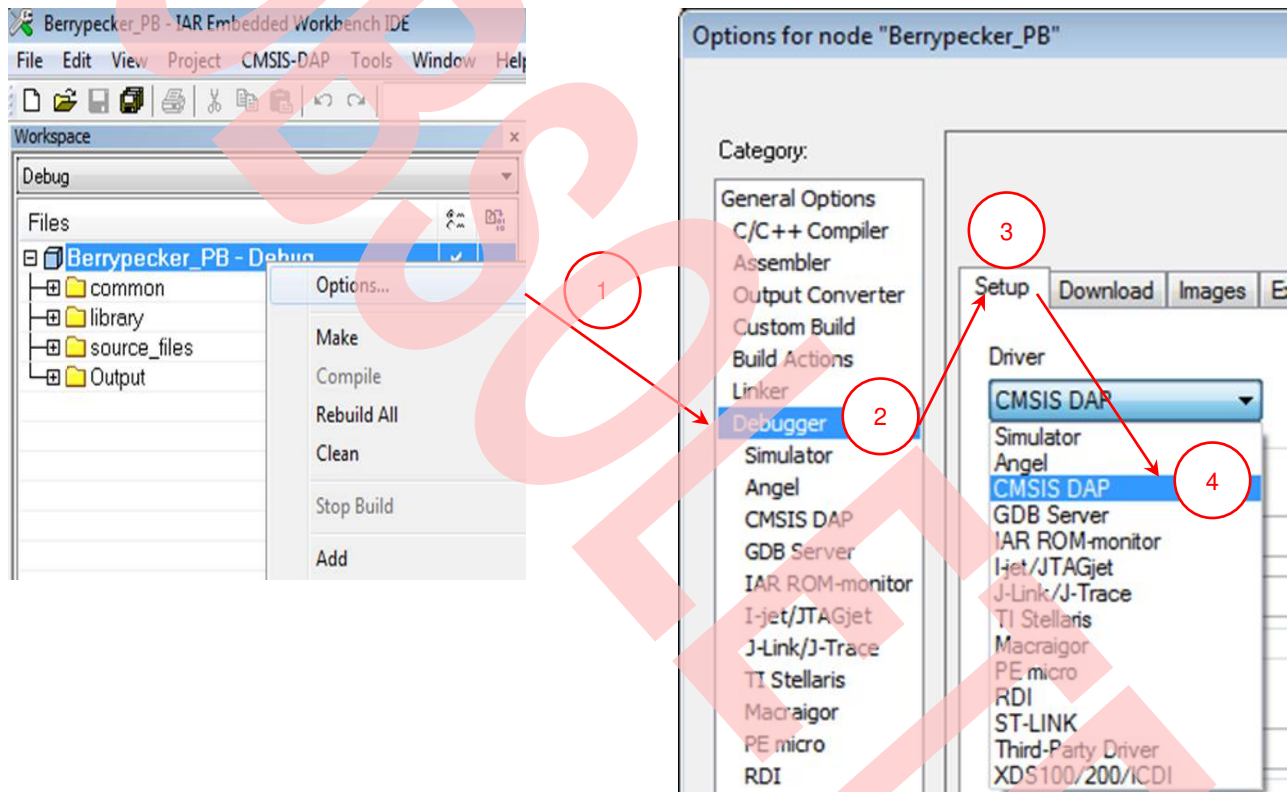 Berrypecker_PB - IAR Embedded Workbench IDE
File Edit View Project CMSIS-DAP Tools Window Help
Workspace
x
Debug
Files
Berrypecker_PB - Debug
common
library
source_files
Output
Options...
Make
Compile
Rebuild All
Clean
Stop Build
Add
1
Options for node "Berrypecker_PB"
Category:
General Options
C/C++ Compiler
Assembler
Output Converter
Custom Build
Build Actions
Linker
Debugger
Simulator
Angel
CMSIS DAP
GDB Server
IAR ROM-monitor
I-jet/JTAGjet
J-Link/J-Trace
TI Stellaris
Macraigor
PE micro
RDI
2
3
Setup Download Images
Driver
CMSIS DAP
Simulator
Angel
CMSIS DAP
GDB Server
IAR ROM-monitor
I-jet/JTAGjet
J-Link/J-Trace
TI Stellaris
Macraigor
PE micro
RDI
ST-LINK
Third-Party Driver
XDS100/200/ICDI
4